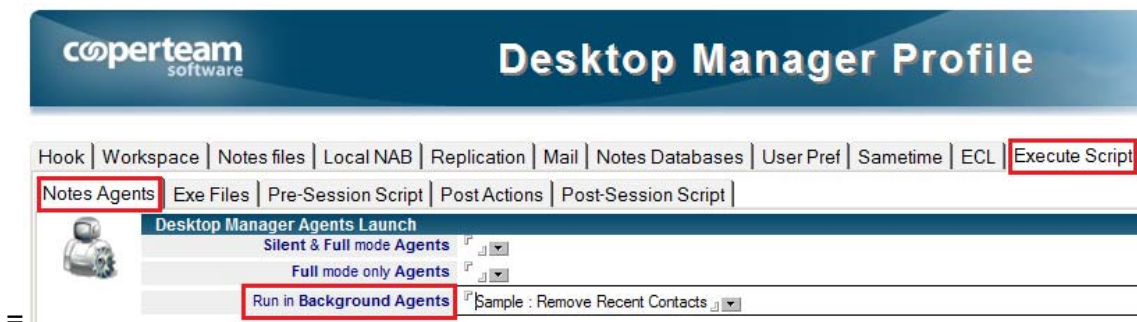 cooperteam
software
Desktop Manager Profile
Hook | Workspace | Notes files | Local NAB | Replication | Mail | Notes Databases | User Pref | Sametime | ECL | Execute Script
Notes Agents | Exe Files | Pre-Session Script | Post Actions | Post-Session Script |
Desktop Manager Agents Launch
Silent & Full mode Agents
Full mode only Agents
Run in Background Agents Sample : Remove Recent Contacts